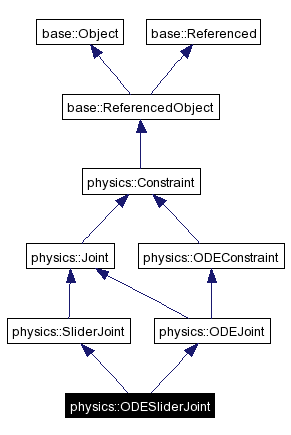 base::Object
base::Referenced
base::ReferencedObject
physics::Constraint
physics::Joint
physics::ODEConstraint
physics::SliderJoint
physics::ODEJoint
physics::ODESliderJoint